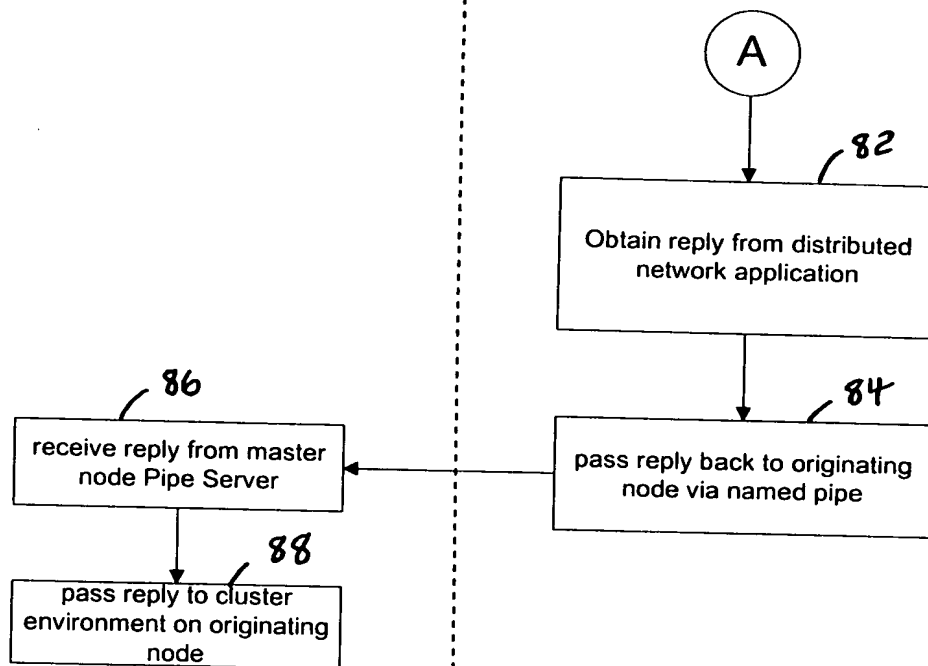 A
82
Obtain reply from distributed
network application
84
pass reply back to originating
node via named pipe
86
receive reply from master
node Pipe Server
88
pass reply to cluster
environment on originating
node